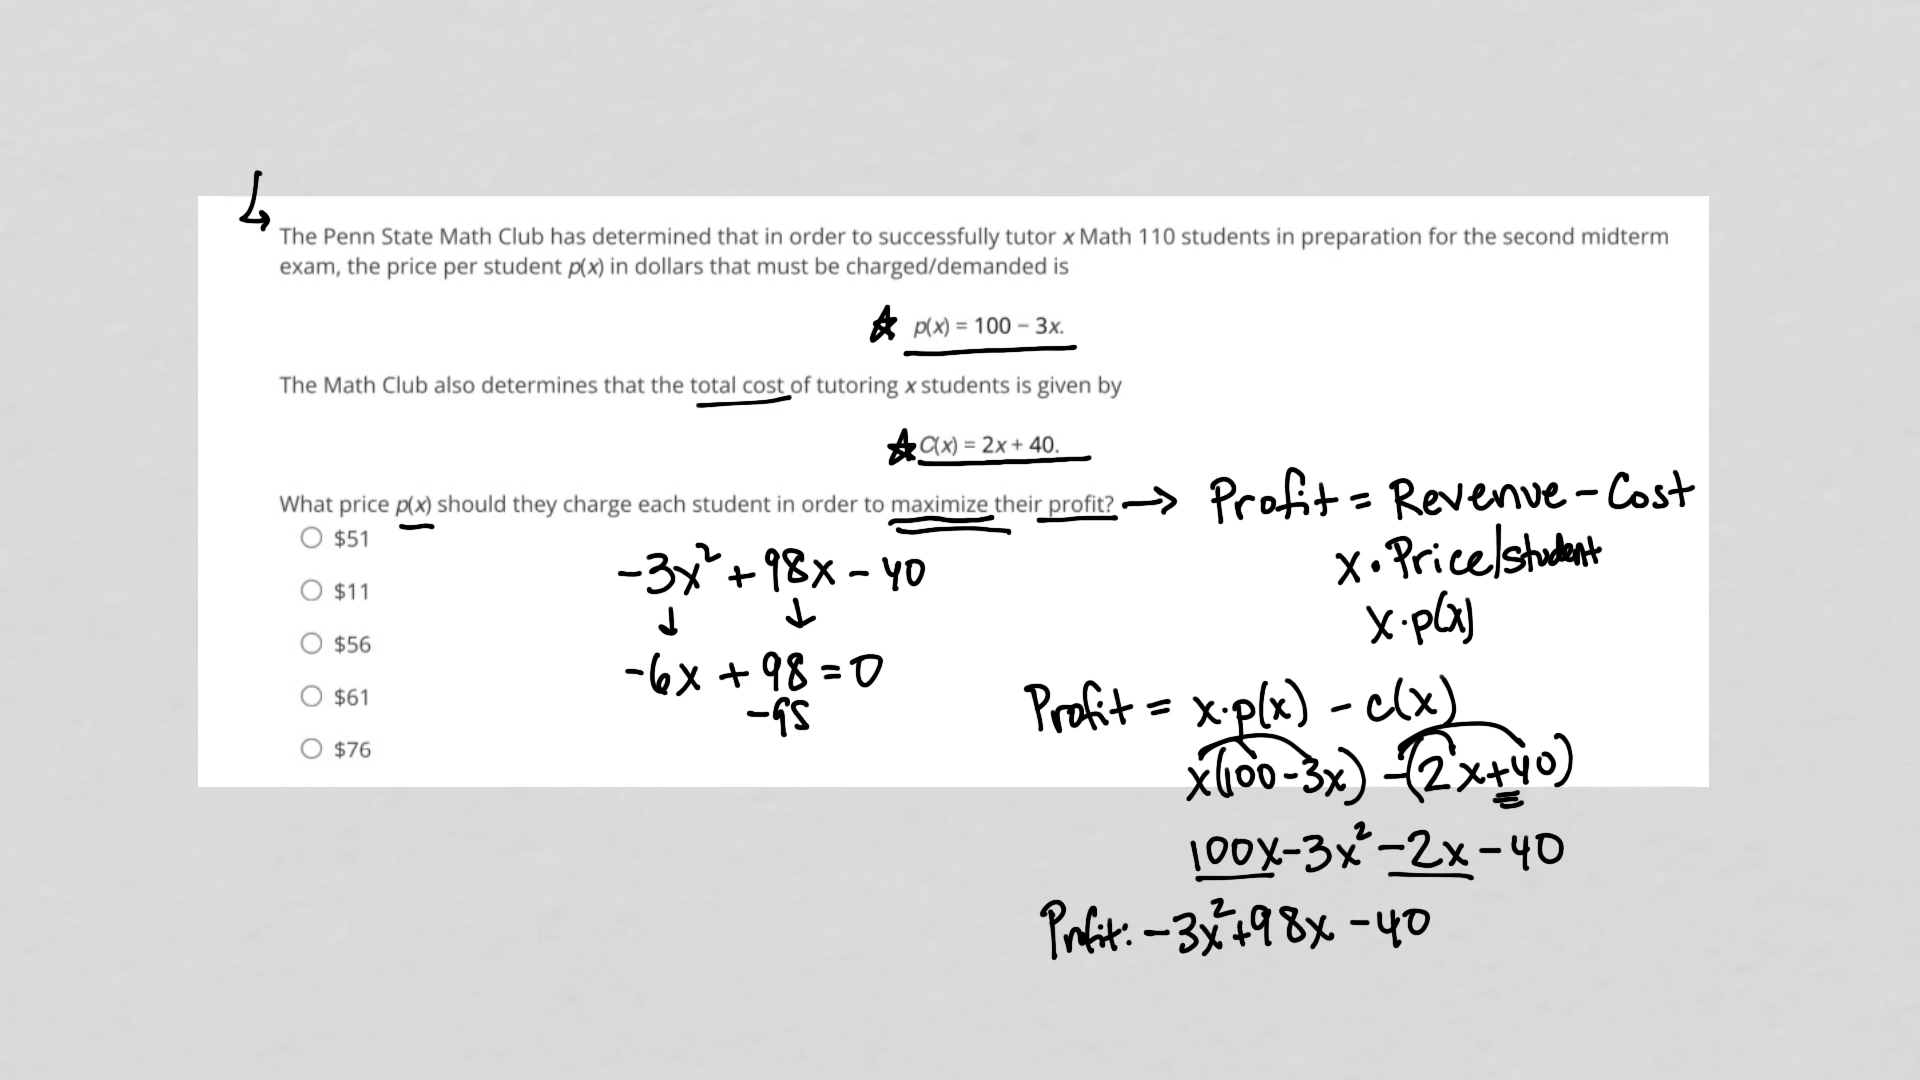 The Penn State Math Club has determined that in order to successfully tutor x Math 110 students in preparation for the second midterm
exam, the price per student p(x) in dollars that must be charged/demanded is
p(x) = 100 − 3x.
The Math Club also determines that the total cost of tutoring x students is given by
C(x) = 2x + 40.
What price p(x) should they charge each student in order to maximize their profit? → Profit = Revenue - Cost
x · Price/student
x · p(x)
$51
$11
$56
$61
$76
-3x² + 98x - 40
↓ ↓
-6x + 98 = 0
-98
Profit = x·p(x) - c(x)
x(100-3x) -(2x+40)
100x-3x²-2x-40
Profit: -3x²+98x-40